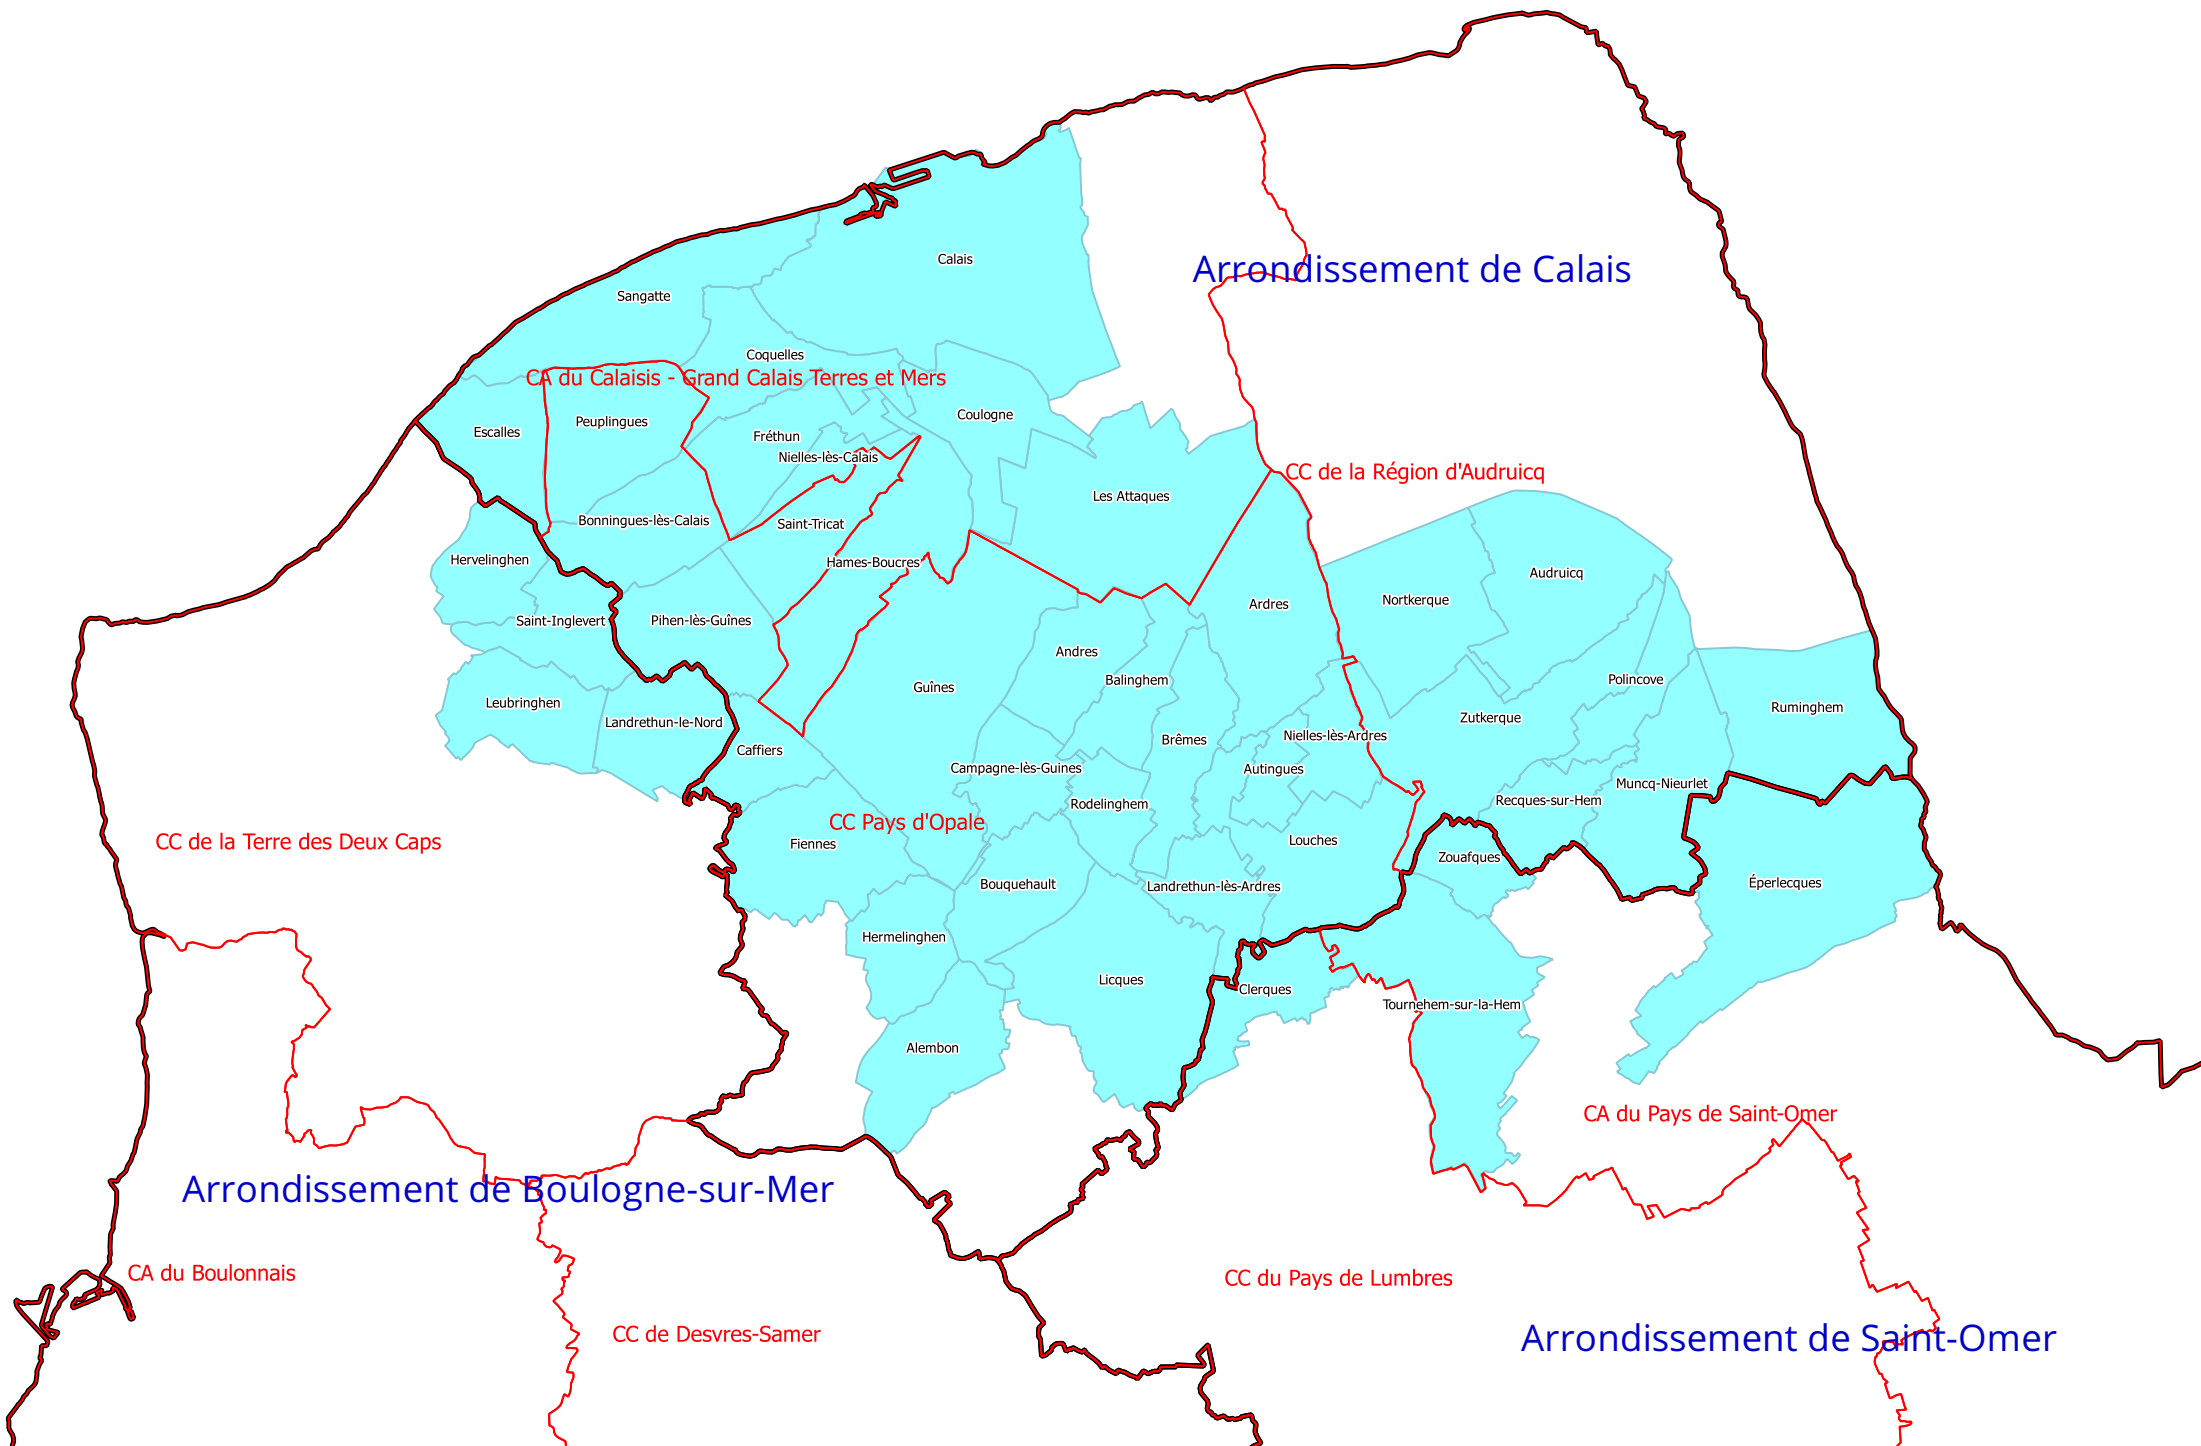 Calais
Arrondissement de Calais
Sangatte
Coquelles
CA du Calaisis - Grand Calais Terres et Mers
Coulogne
Peuplingues
Escalles
Fréthun
Nielles-lès-Calais
CC de la Région d'Audruicq
Les Attaques
Bonningues-lès-Calais
Saint-Tricat
Hervelinghen
Hames-Boucres
Audruicq
Nortkerque
Ardres
Saint-Inglevert
Pihen-lès-Guînes
Andres
Balinghem
Polincove
Guînes
Leubringhen
Landrethun-le-Nord
Ruminghem
Zutkerque
Nielles-lès-Ardres
Brêmes
Caffiers
Campagne-lès-Guines
Autingues
Muncq-Nieurlet
Recques-sur-Hem
Rodelinghem
CC Pays d'Opale
CC de la Terre des Deux Caps
Fiennes
Louches
Zouafques
Bouquehault
Landrethun-lès-Ardres
Éperlecques
Hermelinghen
Licques
Clerques
Tournehem-sur-la-Hem
Alembon
CA du Pays de Saint-Omer
Arrondissement de Boulogne-sur-Mer
CA du Boulonnais
CC du Pays de Lumbres
CC de Desvres-Samer
Arrondissement de Saint-Omer